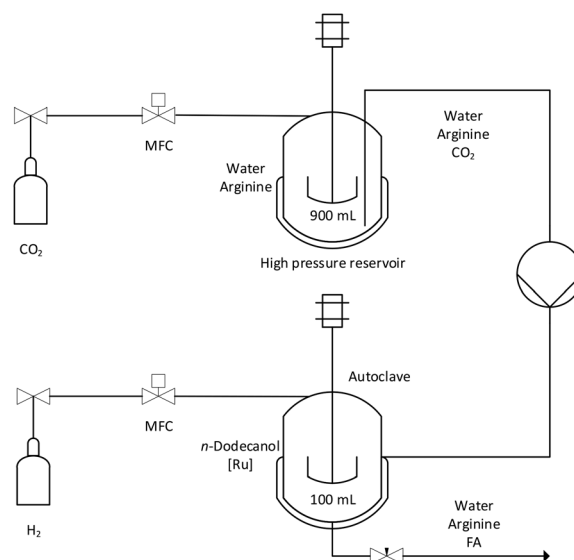 Water
Arginine
CO₂
MFC
Water
Arginine
900 mL
CO₂
High pressure reservoir
Autoclave
MFC
n-Dodecanol
[Ru]
100 mL
H₂
Water
Arginine
FA